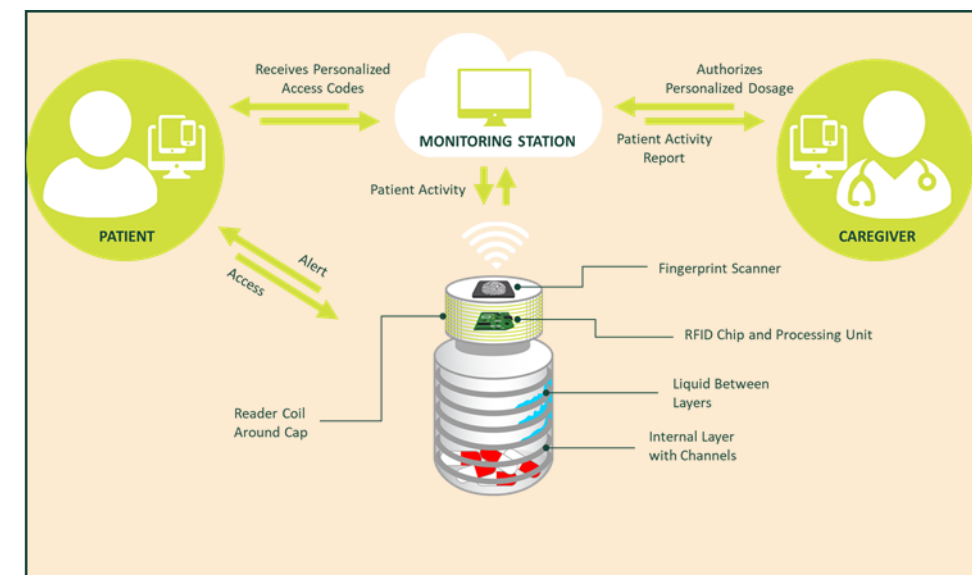 Receives Personalized
Access Codes
MONITORING STATION
Authorizes
Personalized Dosage
Patient Activity
Report
Patient Activity
PATIENT
CAREGIVER
Alert
Access
Fingerprint Scanner
RFID Chip and Processing Unit
Liquid Between
Layers
Reader Coil
Around Cap
Internal Layer
with Channels